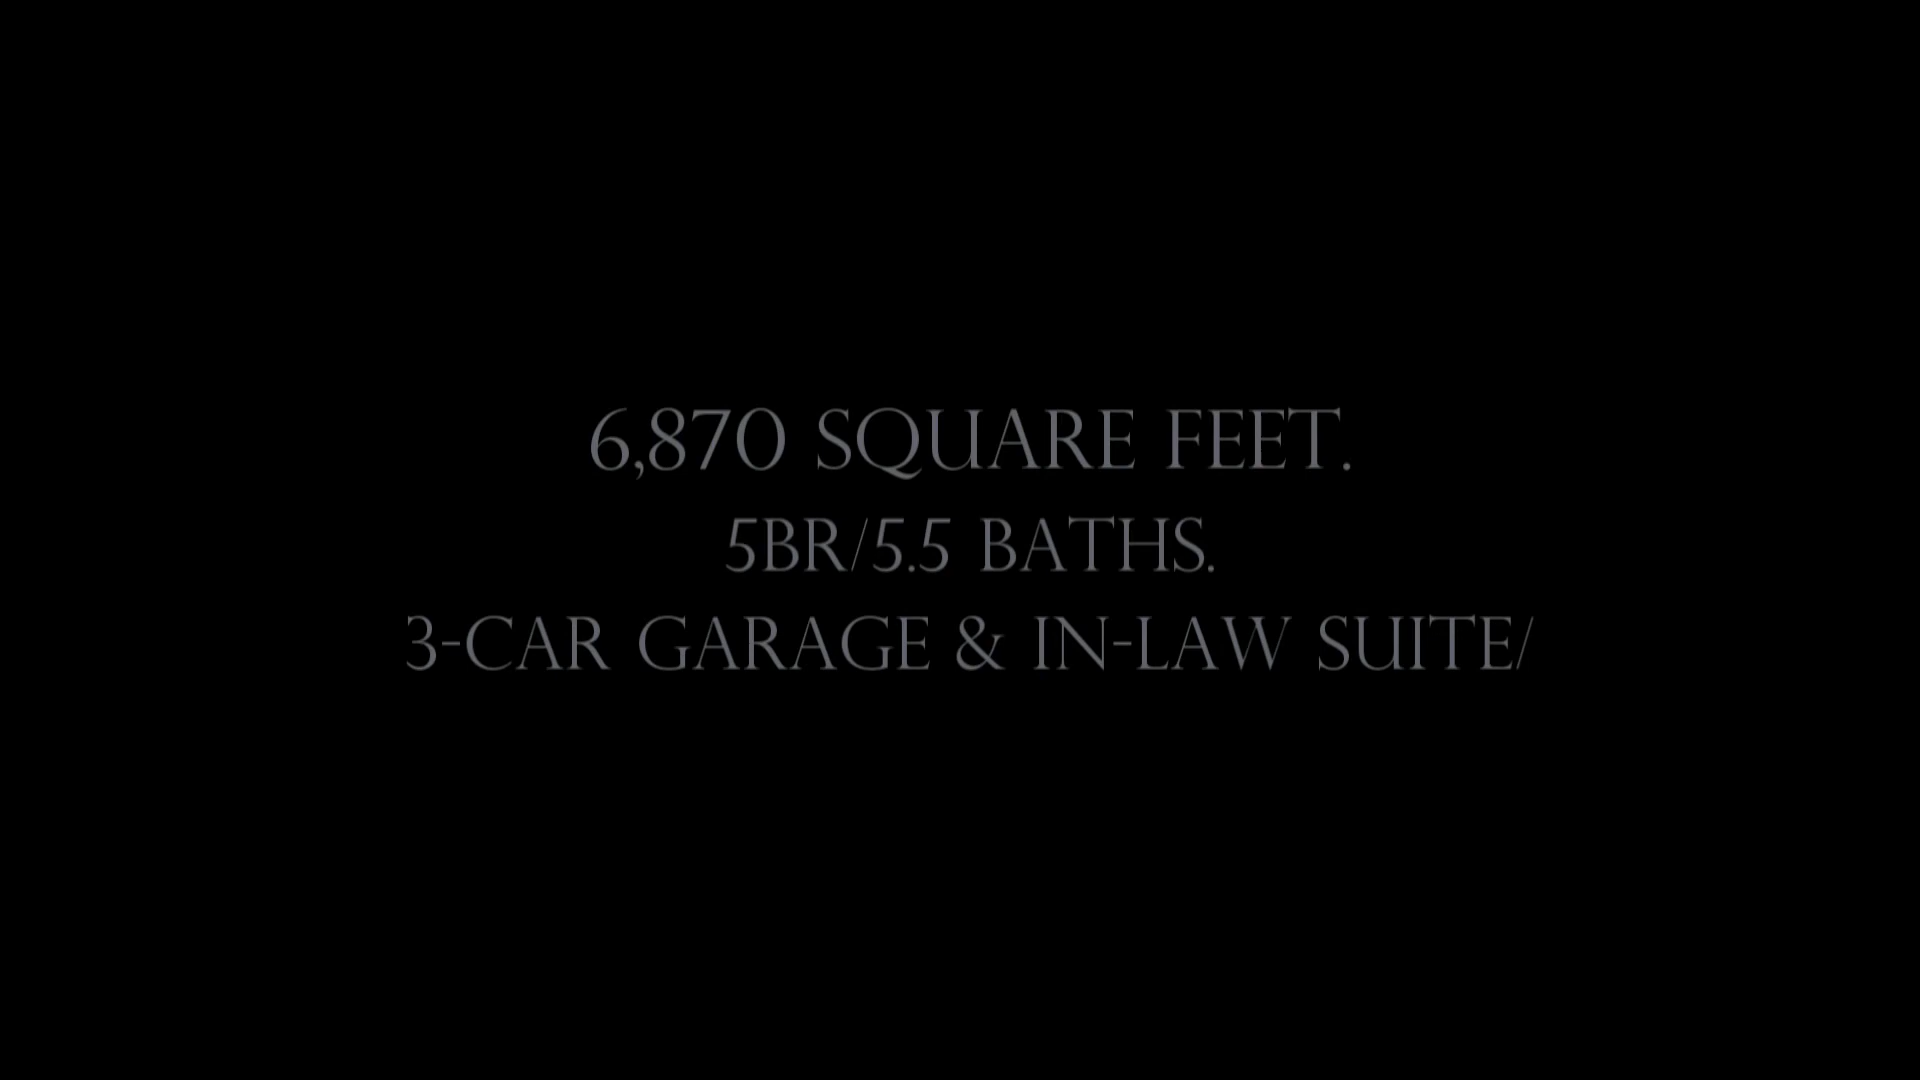 6,870 SQUARE FEET.
5BR/5.5 BATHS.
3-CAR GARAGE & IN-LAW SUITE/